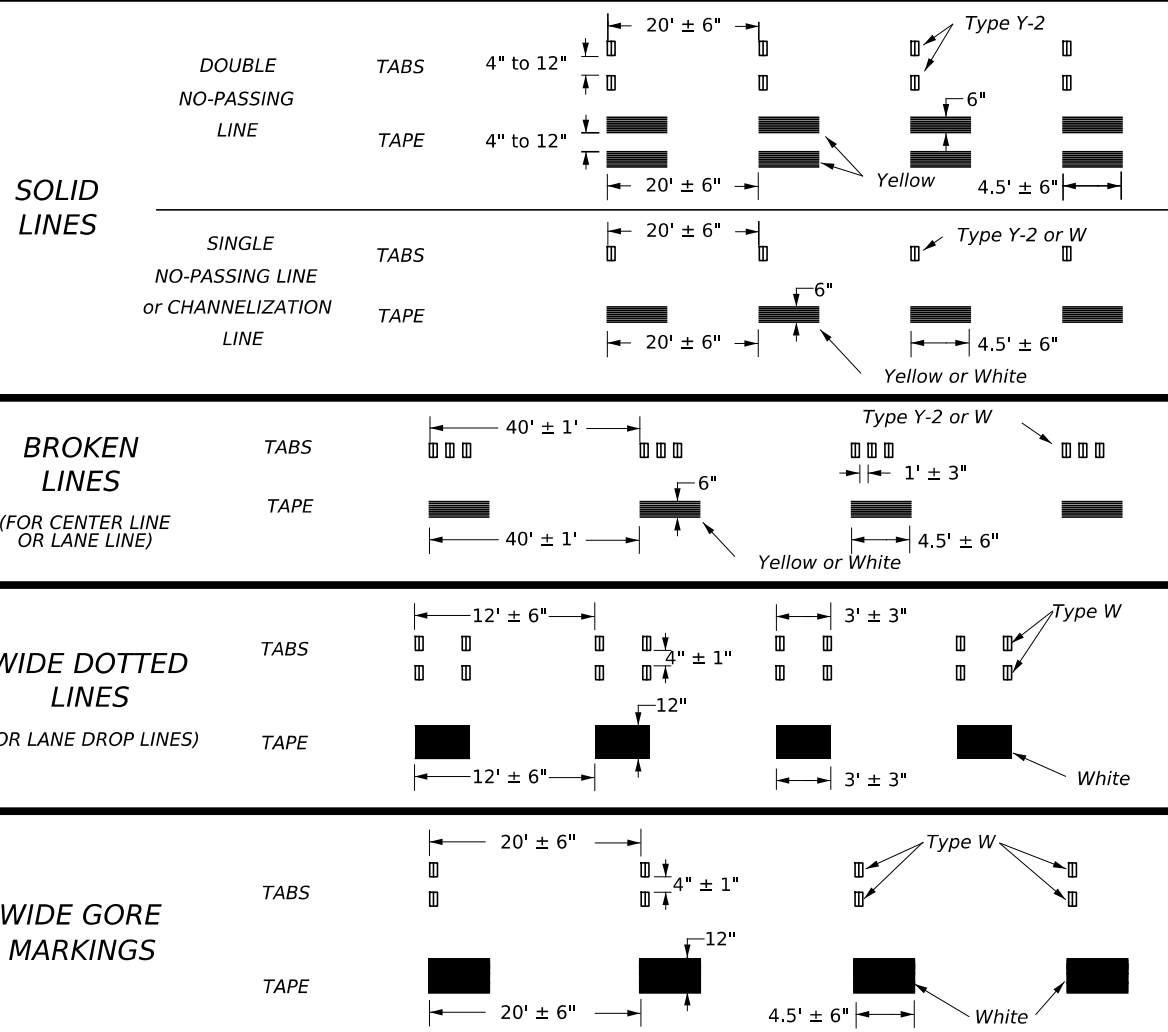 SOLID
LINES
DOUBLE
NO-PASSING
LINE
TABS
20' ± 6"
Type Y-2
4" to 12"
TAPE
4" to 12"
6"
Yellow
20' ± 6"
4.5' ± 6"
SINGLE
NO-PASSING LINE
or CHANNELIZATION
LINE
TABS
20' ± 6"
Type Y-2 or W
TAPE
6"
20' ± 6"
4.5' ± 6"
Yellow or White
BROKEN
LINES
(FOR CENTER LINE
OR LANE LINE)
TABS
40' ± 1'
Type Y-2 or W
1' ± 3"
TAPE
6"
40' ± 1'
4.5' ± 6"
Yellow or White
WIDE DOTTED
LINES
OR LANE DROP LINES)
TABS
12' ± 6"
3' ± 3"
Type W
4" ± 1"
TAPE
12"
12' ± 6"
3' ± 3"
White
WIDE GORE
MARKINGS
TABS
20' ± 6"
Type W
4" ± 1"
TAPE
12"
20' ± 6"
4.5' ± 6"
White